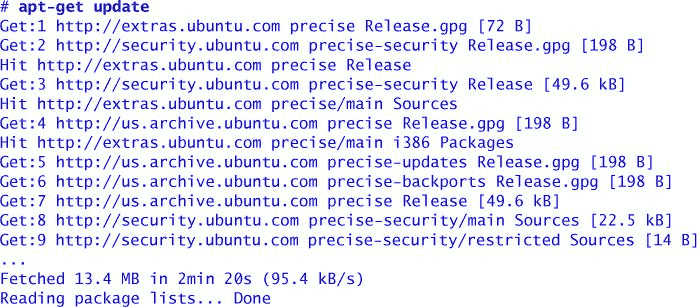 # apt-get update
Get:1 http://extras.ubuntu.com precise Release.gpg [72 B]
Get:2 http://security.ubuntu.com precise-security Release.gpg [198 B]
Hit http://extras.ubuntu.com precise Release
Get:3 http://security.ubuntu.com precise-security Release [49.6 kB]
Hit http://extras.ubuntu.com precise/main Sources
Get:4 http://us.archive.ubuntu.com precise Release.gpg [198 B]
Hit http://extras.ubuntu.com precise/main i386 Packages
Get:5 http://us.archive.ubuntu.com precise-updates Release.gpg [198 B]
Get:6 http://us.archive.ubuntu.com precise-backports Release.gpg [198 B]
Get:7 http://us.archive.ubuntu.com precise Release [49.6 kB]
Get:8 http://security.ubuntu.com precise-security/main Sources [22.5 kB]
Get:9 http://security.ubuntu.com precise-security/restricted Sources [14 B]
...
Fetched 13.4 MB in 2min 20s (95.4 kB/s)
Reading package lists... Done